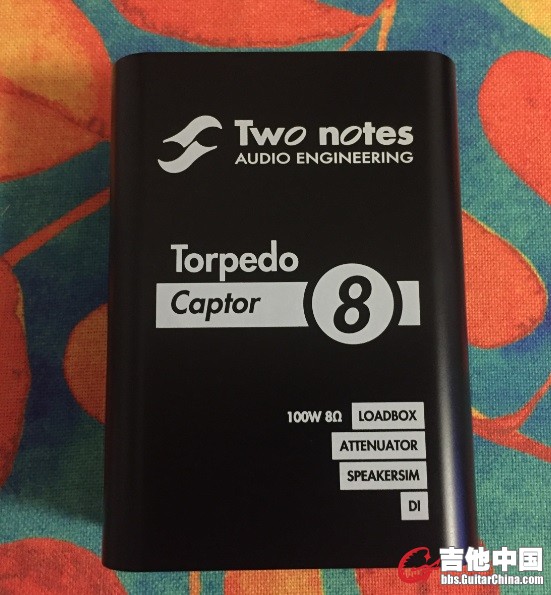 Two notes
AUDIO ENGINEERING
Torpedo
Captor 8
100W 8Ω LOADBOX
ATTENUATOR
SPEAKERSIM
DI
吉他中国
bbs.GuitarChina.com